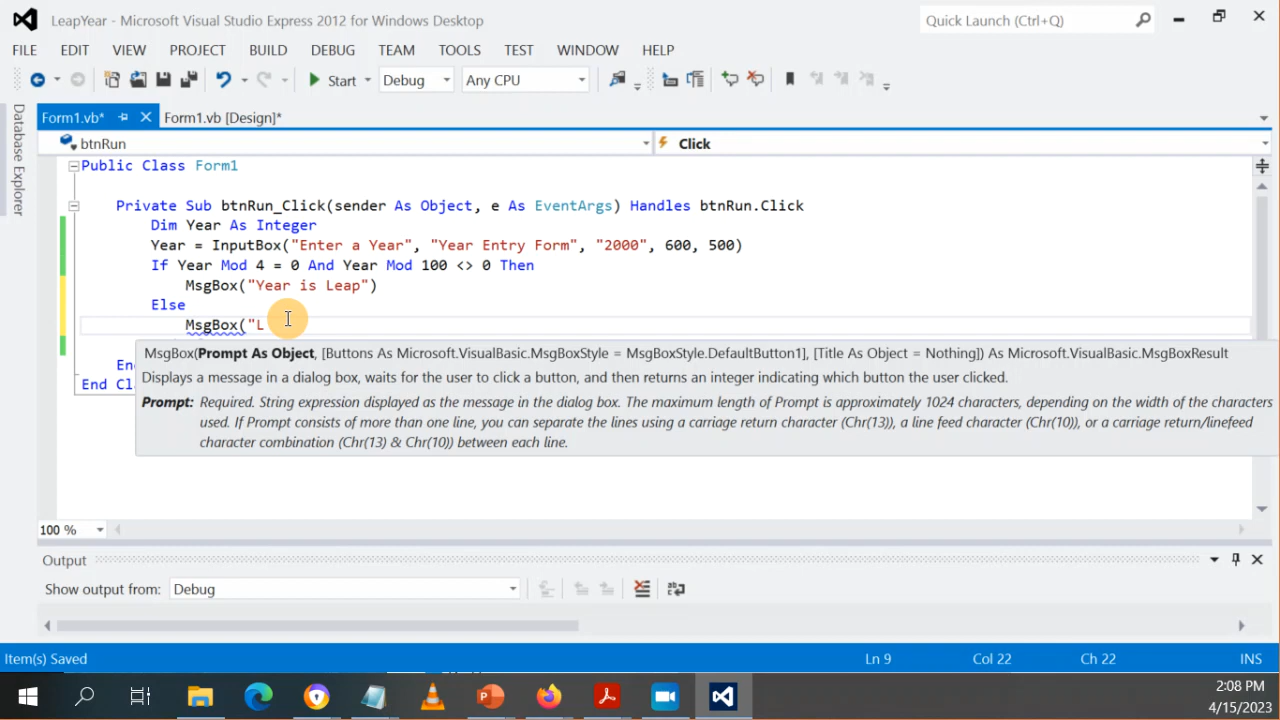 LeapYear - Microsoft Visual Studio Express 2012 for Windows Desktop
Quick Launch (Ctrl+Q)
FILE EDIT VIEW PROJECT BUILD DEBUG TEAM TOOLS TEST WINDOW HELP
Start Debug Any CPU
Form1.vb* Form1.vb [Design]*
Database Explorer
btnRun Click
Public Class Form1
Private Sub btnRun_Click(sender As Object, e As EventArgs) Handles btnRun.Click
Dim Year As Integer
Year = InputBox("Enter a Year", "Year Entry Form", "2000", 600, 500)
If Year Mod 4 = 0 And Year Mod 100 <> 0 Then
MsgBox("Year is Leap")
Else
MsgBox("L
MsgBox(Prompt As Object, [Buttons As Microsoft.VisualBasic.MsgBoxStyle = MsgBoxStyle.DefaultButton1], [Title As Object = Nothing]) As Microsoft.VisualBasic.MsgBoxResult
En
Displays a message in a dialog box, waits for the user to click a button, and then returns an integer indicating which button the user clicked.
End Cla
Prompt: Required. String expression displayed as the message in the dialog box. The maximum length of Prompt is approximately 1024 characters, depending on the width of the characters
used. If Prompt consists of more than one line, you can separate the lines using a carriage return character (Chr(13)), a line feed character (Chr(10)), or a carriage return/linefeed
character combination (Chr(13) & Chr(10)) between each line.
100 %
Output
Show output from: Debug
Item(s) Saved Ln 9 Col 22 Ch 22 INS
2:08 PM
4/15/2023